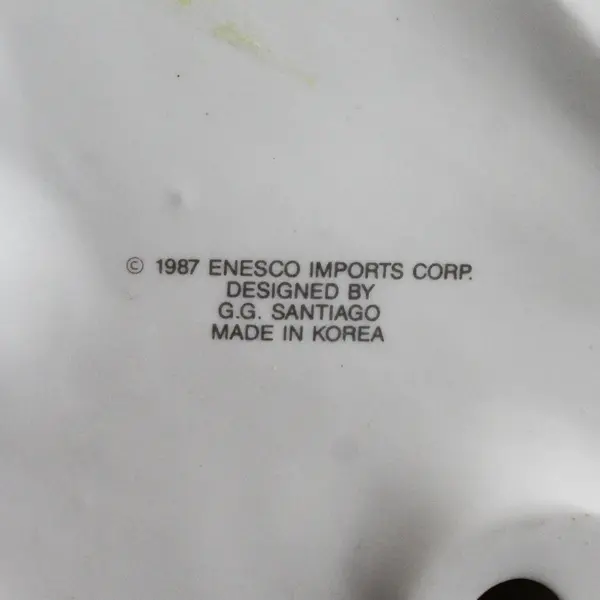 © 1987 ENESCO IMPORTS CORP.
DESIGNED BY
G.G. SANTIAGO
MADE IN KOREA